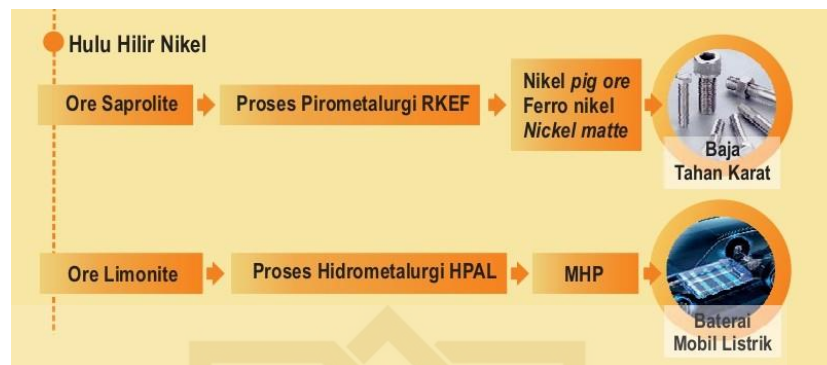 Hulu Hilir Nikel
Ore Saprolite
Proses Pirometalurgi RKEF
Nikel pig ore
Ferro nikel
Nickel matte
Baja
Tahan Karat
Ore Limonite
Proses Hidrometalurgi HPAL
MHP
Baterai
Mobil Listrik